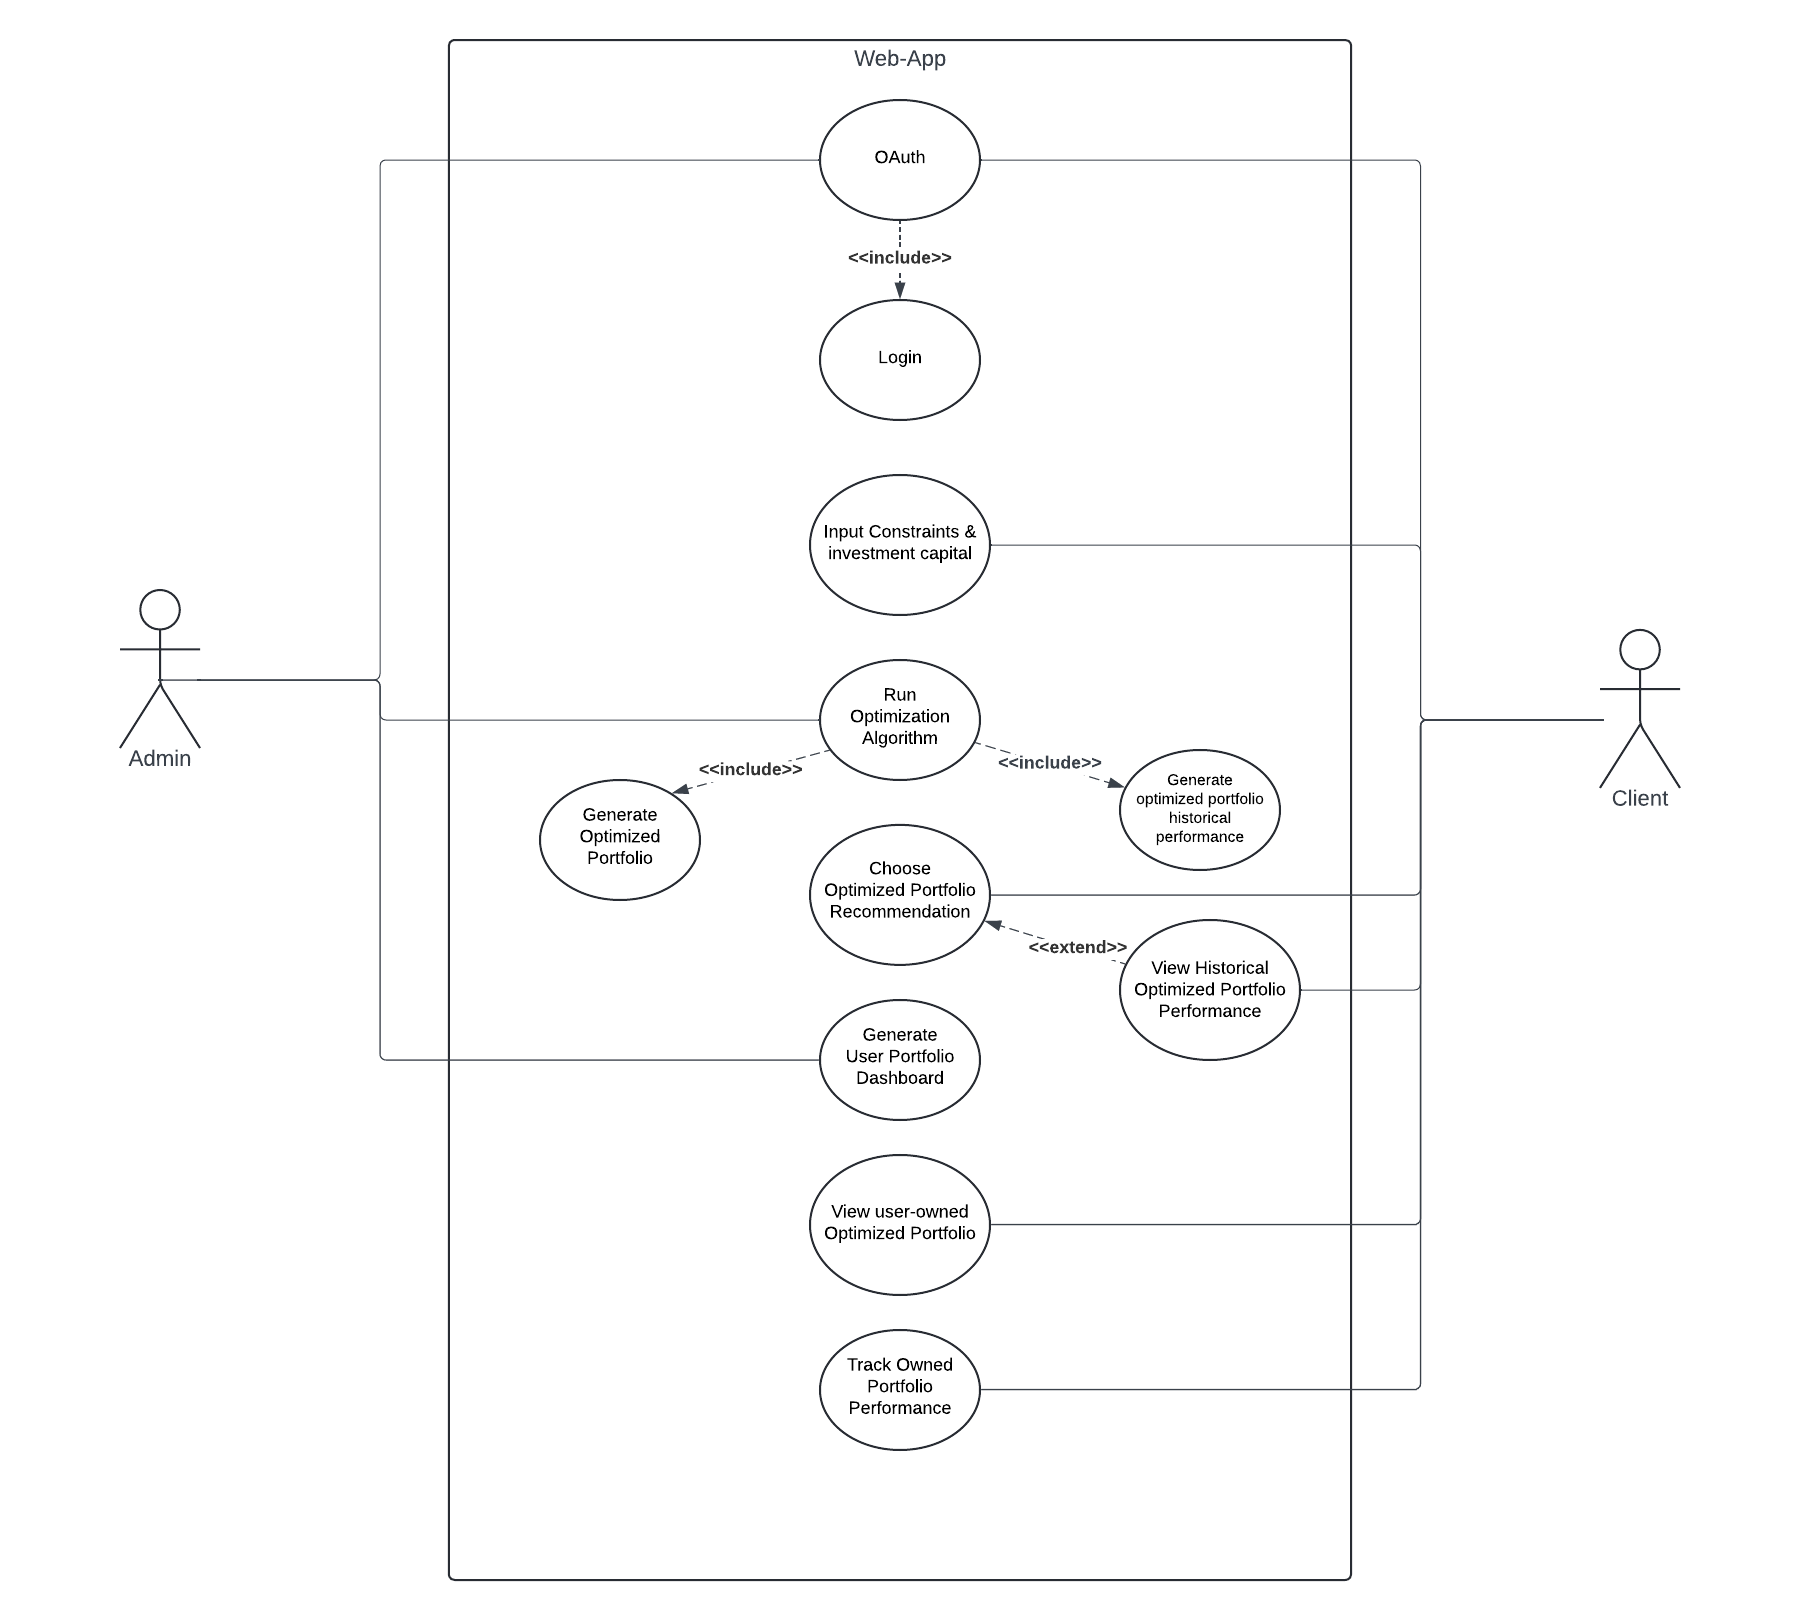 Web-App
OAuth
<<include>>
Login
Input Constraints &
investment capital
Admin
Run
Optimization
Algorithm
<<include>>
<<include>>
Generate
Optimized
Portfolio
Generate
optimized portfolio
historical
performance
Client
Choose
Optimized Portfolio
Recommendation
<<extend>>
View Historical
Optimized Portfolio
Performance
Generate
User Portfolio
Dashboard
View user-owned
Optimized Portfolio
Track Owned
Portfolio
Performance